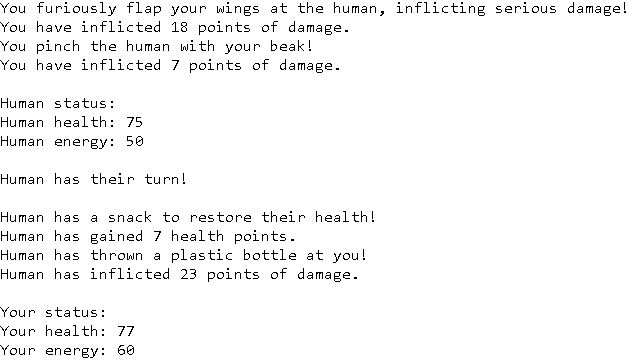 You furiously flap your wings at the human, inflicting serious damage!
You have inflicted 18 points of damage.
You pinch the human with your beak!
You have inflicted 7 points of damage.
Human status:
Human health: 75
Human energy: 50
Human has their turn!
Human has a snack to restore their health!
Human has gained 7 health points.
Human has thrown a plastic bottle at you!
Human has inflicted 23 points of damage.
Your status:
Your health: 77
Your energy: 60